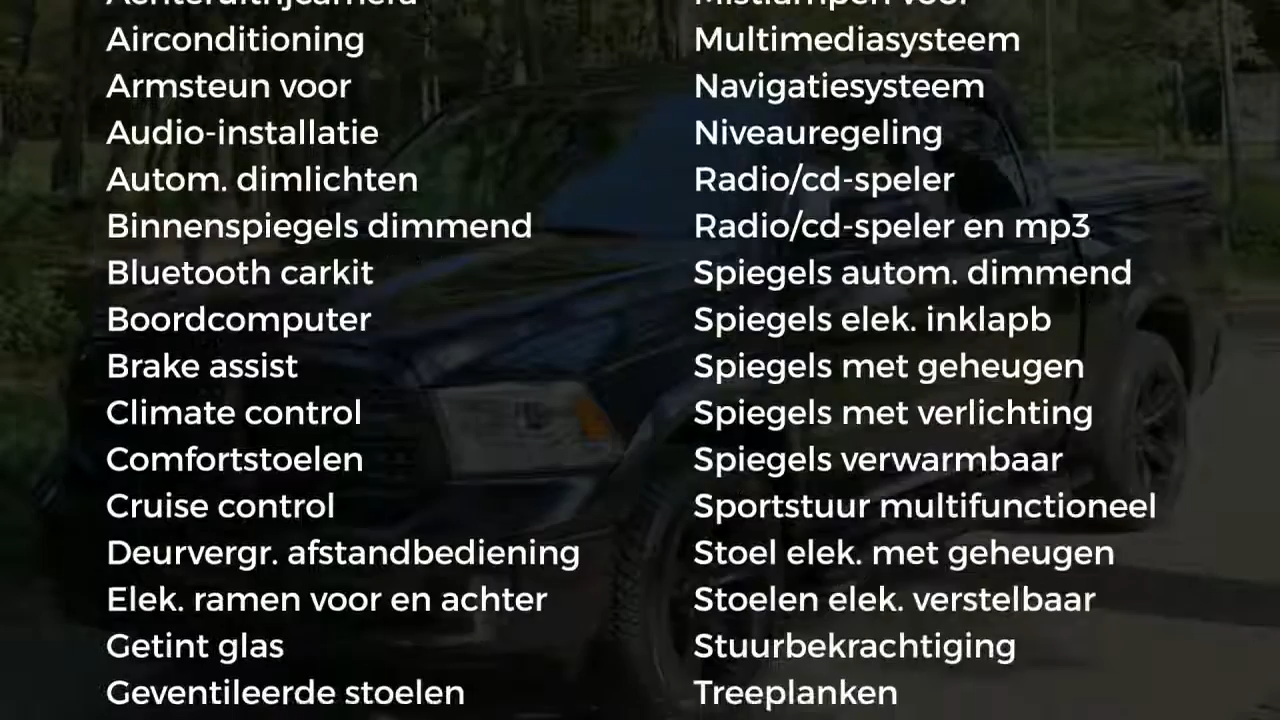 Airconditioning
Armsteun voor
Audio-installatie
Autom. dimlichten
Binnenspiegels dimmend
Bluetooth carkit
Boordcomputer
Brake assist
Climate control
Comfortstoelen
Cruise control
Deurvergr. afstandbediening
Elek. ramen voor en achter
Getint glas
Geventileerde stoelen
Mistlampen voor
Multimediasysteem
Navigatiesysteem
Niveauregeling
Radio/cd-speler
Radio/cd-speler en mp3
Spiegels autom. dimmend
Spiegels elek. inklapb
Spiegels met geheugen
Spiegels met verlichting
Spiegels verwarmbaar
Sportstuur multifunctioneel
Stoel elek. met geheugen
Stoelen elek. verstelbaar
Stuurbekrachtiging
Treeplanken